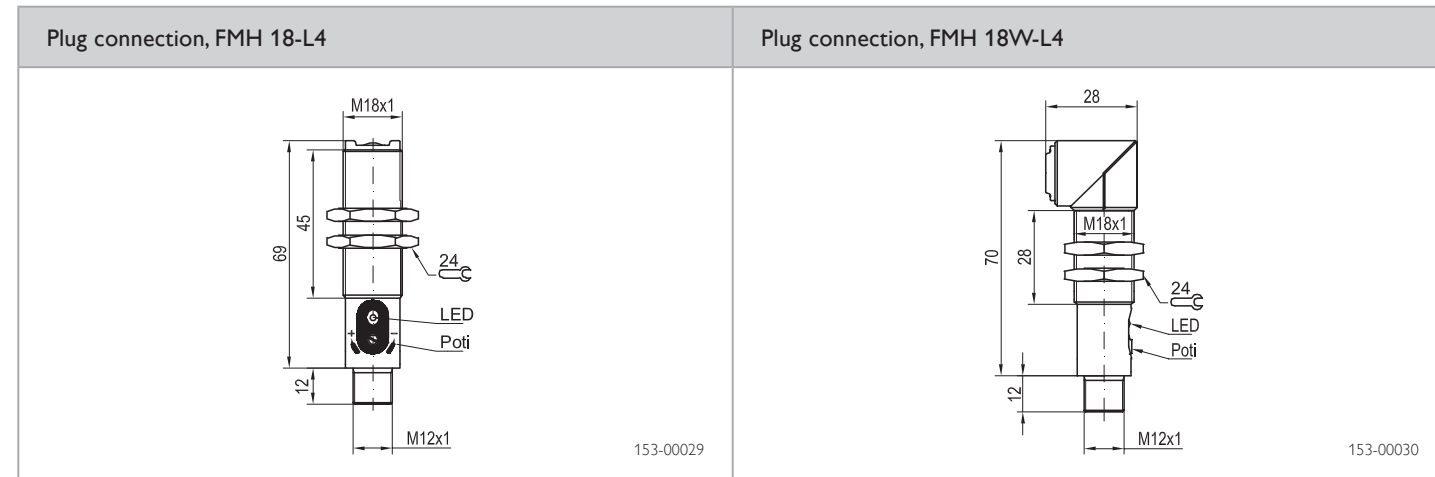 Plug connection, FMH 18-L4
Plug connection, FMH 18W-L4
M18x1
69
45
24
LED
+ −
Poti
12
M12x1
153-00029
28
70
28
M18x1
24
LED
Poti
12
M12x1
153-00030